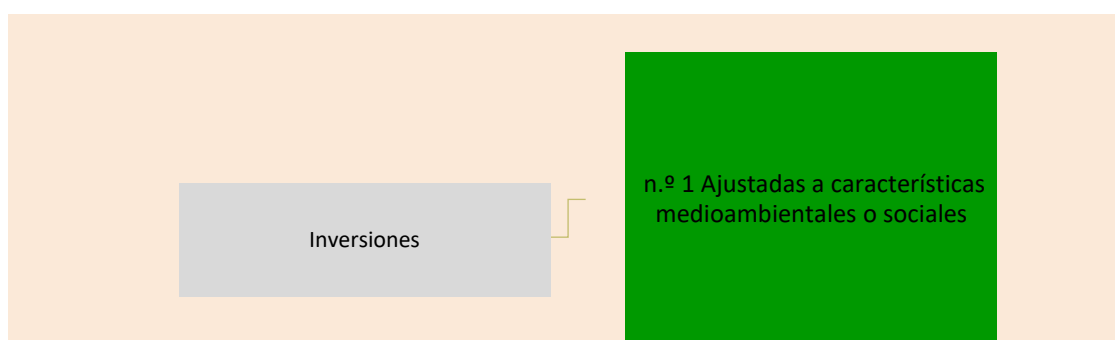 Inversiones
n.º 1 Ajustadas a características
medioambientales o sociales